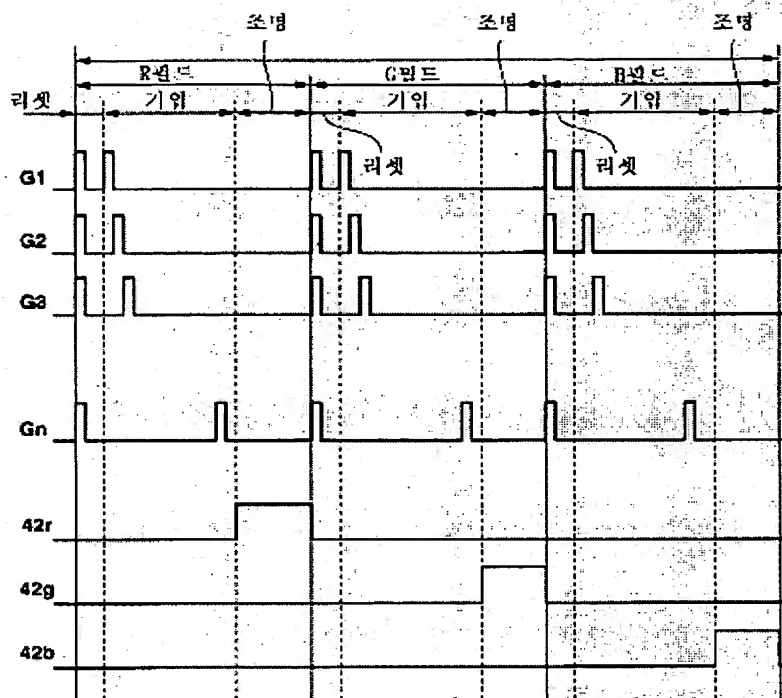 조명 조명 조명
R필드 G필드 B필드
리셋 기입 기입 기입
리셋 리셋
G1
G2
G3
Gn
42r
42g
42b